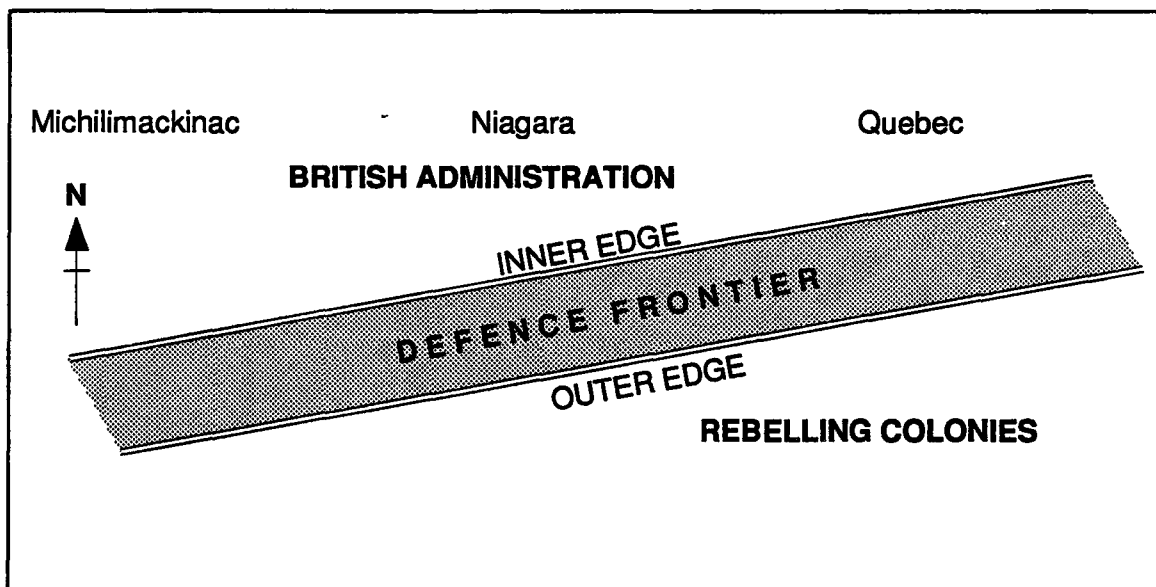 Michilimackinac Niagara Quebec
BRITISH ADMINISTRATION
N
INNER EDGE
DEFENCE FRONTIER
OUTER EDGE
REBELLING COLONIES